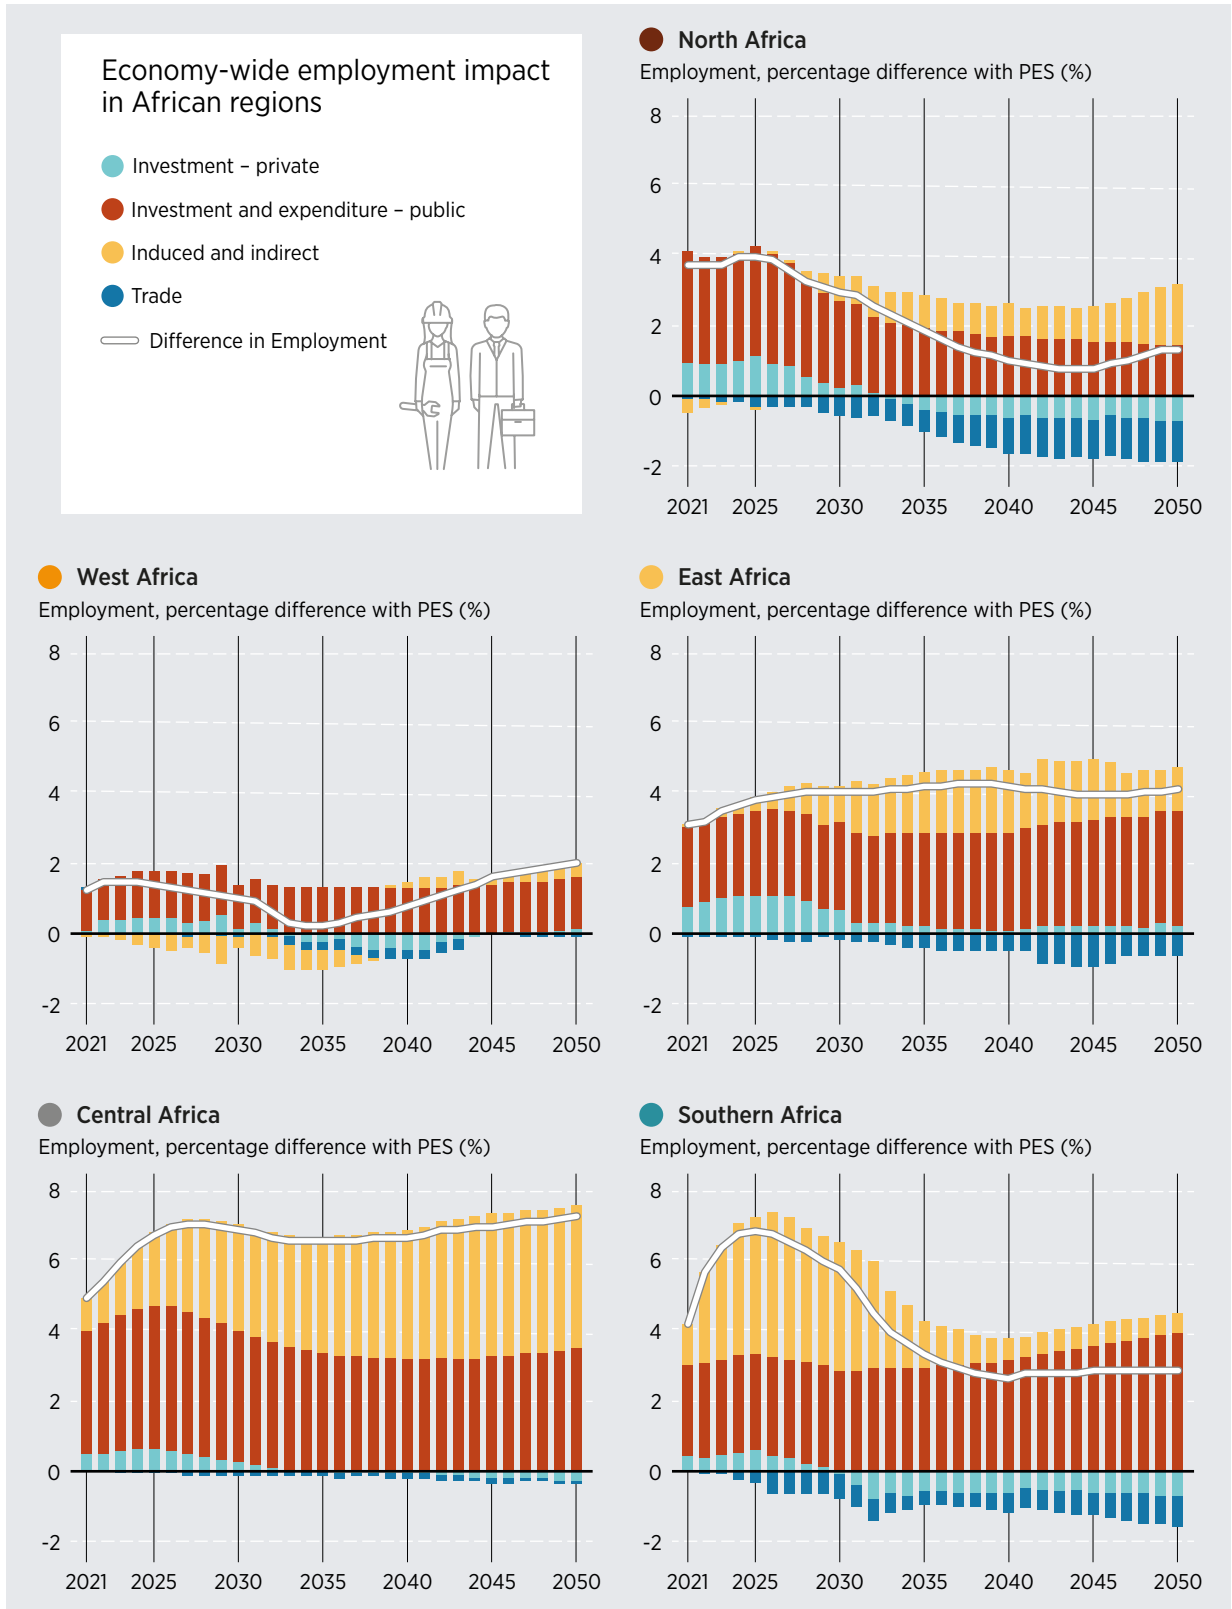 Economy-wide employment impact
in African regions
Investment – private
Investment and expenditure – public
Induced and indirect
Trade
Difference in Employment
North Africa
Employment, percentage difference with PES (%)
8
6
4
2
0
-2
2021 2025 2030 2035 2040 2045 2050
West Africa
Employment, percentage difference with PES (%)
8
6
4
2
0
-2
2021 2025 2030 2035 2040 2045 2050
East Africa
Employment, percentage difference with PES (%)
8
6
4
2
0
-2
2021 2025 2030 2035 2040 2045 2050
Central Africa
Employment, percentage difference with PES (%)
8
6
4
2
0
-2
2021 2025 2030 2035 2040 2045 2050
Southern Africa
Employment, percentage difference with PES (%)
8
6
4
2
0
-2
2021 2025 2030 2035 2040 2045 2050